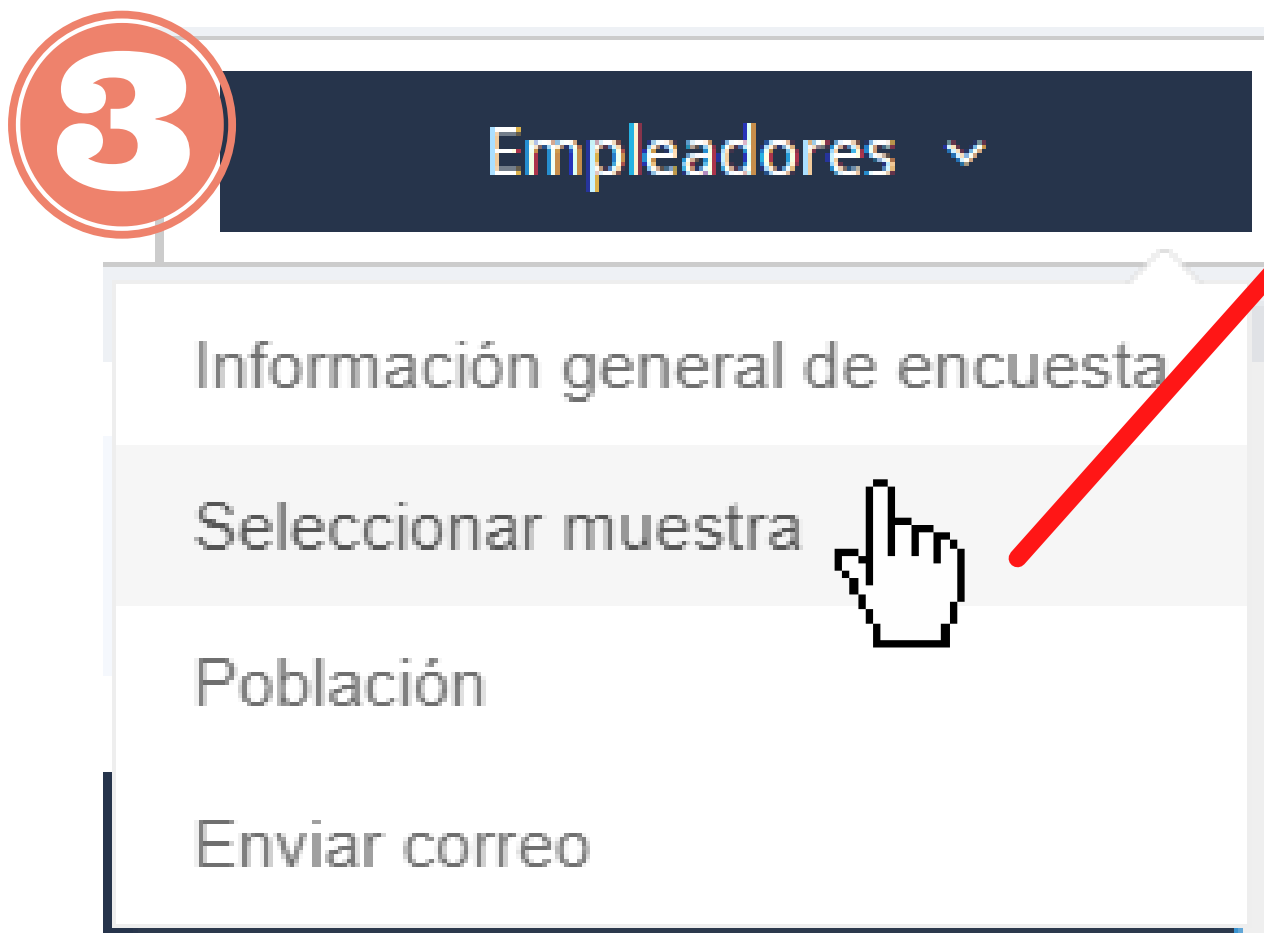 3
Empleadores
Información general de encuesta
Seleccionar muestra
Población
Enviar correo